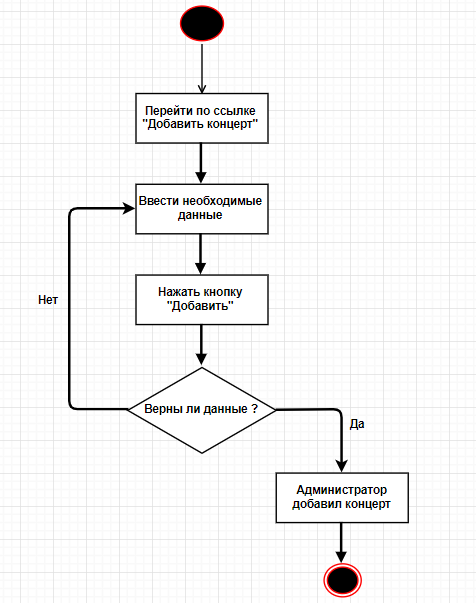 Перейти по ссылке
"Добавить концерт"
Ввести необходимые
данные
Нажать кнопку
"Добавить"
Нет
Верны ли данные ?
Да
Администратор
добавил концерт